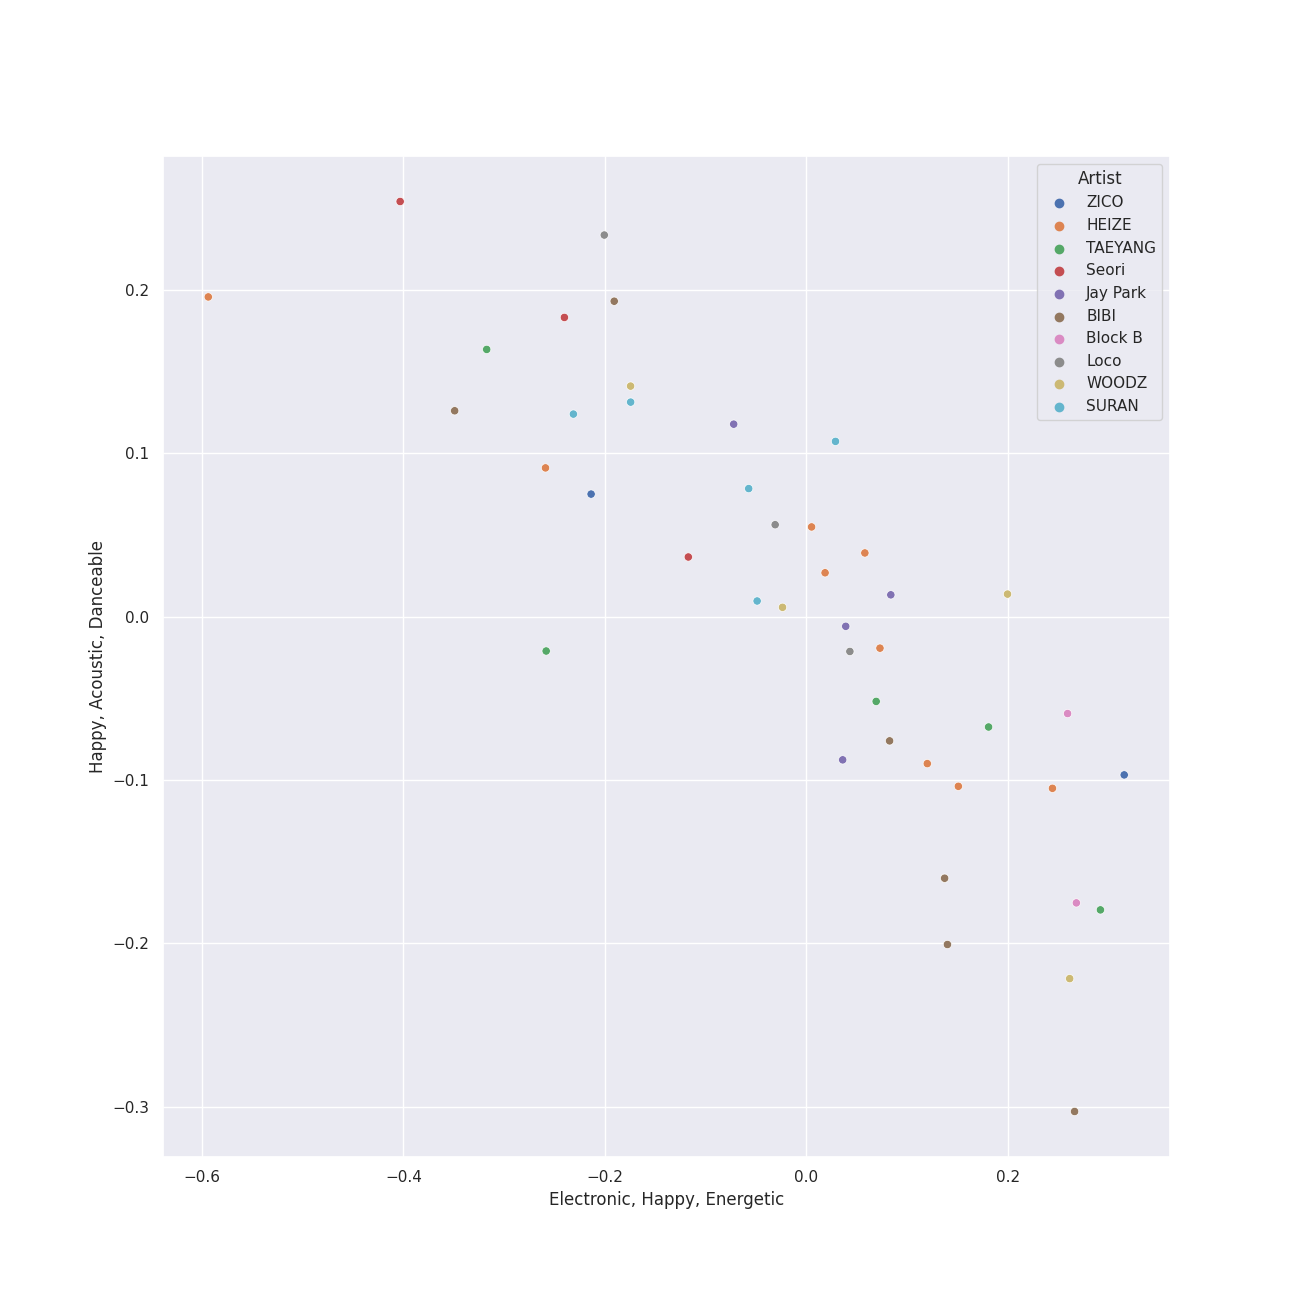 Artist
ZICO
HEIZE
TAEYANG
Seori
Jay Park
BIBI
Block B
Loco
WOODZ
SURAN
0.2
0.1
0.0
−0.1
−0.2
−0.3
Happy, Acoustic, Danceable
−0.6 −0.4 −0.2 0.0 0.2
Electronic, Happy, Energetic